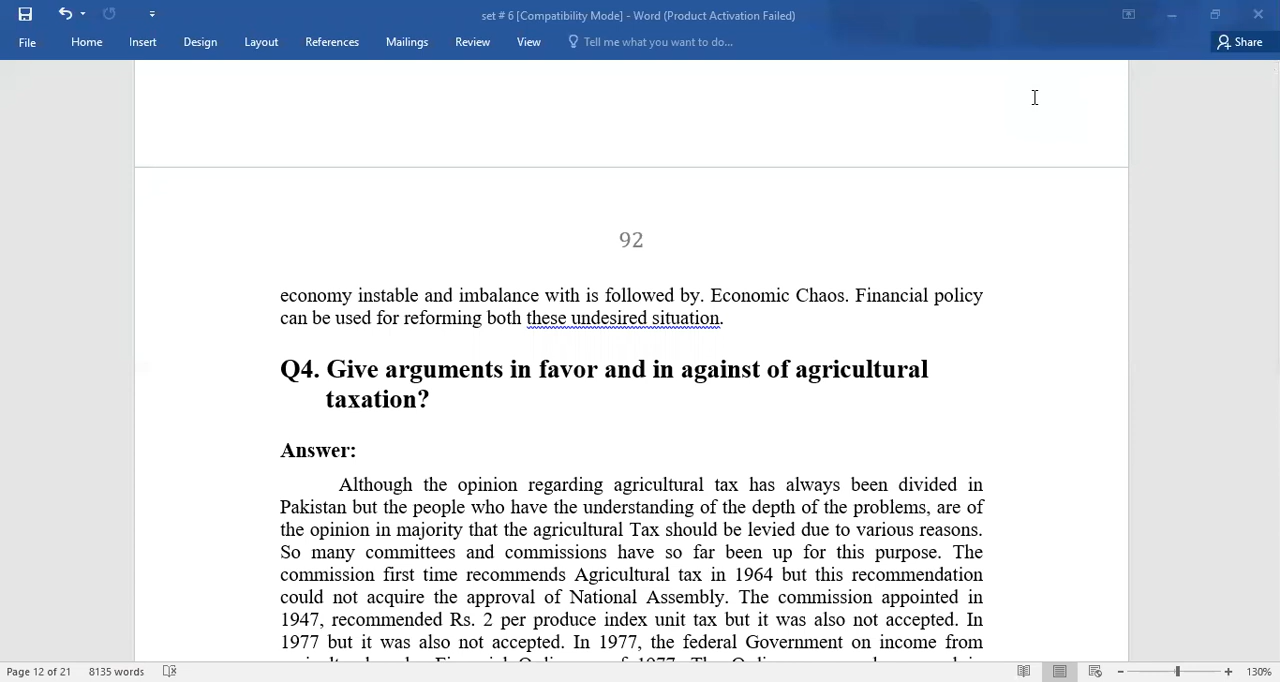 set # 6 [Compatibility Mode] - Word (Product Activation Failed)
File Home Insert Design Layout References Mailings Review View Tell me what you want to do... Share
92
economy instable and imbalance with is followed by. Economic Chaos. Financial policy
can be used for reforming both these undesired situation.
Q4. Give arguments in favor and in against of agricultural
taxation?
Answer:
Although the opinion regarding agricultural tax has always been divided in
Pakistan but the people who have the understanding of the depth of the problems, are of
the opinion in majority that the agricultural Tax should be levied due to various reasons.
So many committees and commissions have so far been up for this purpose. The
commission first time recommends Agricultural tax in 1964 but this recommendation
could not acquire the approval of National Assembly. The commission appointed in
1947, recommended Rs. 2 per produce index unit tax but it was also not accepted. In
1977 but it was also not accepted. In 1977, the federal Government on income from
Page 12 of 21 8135 words 130%